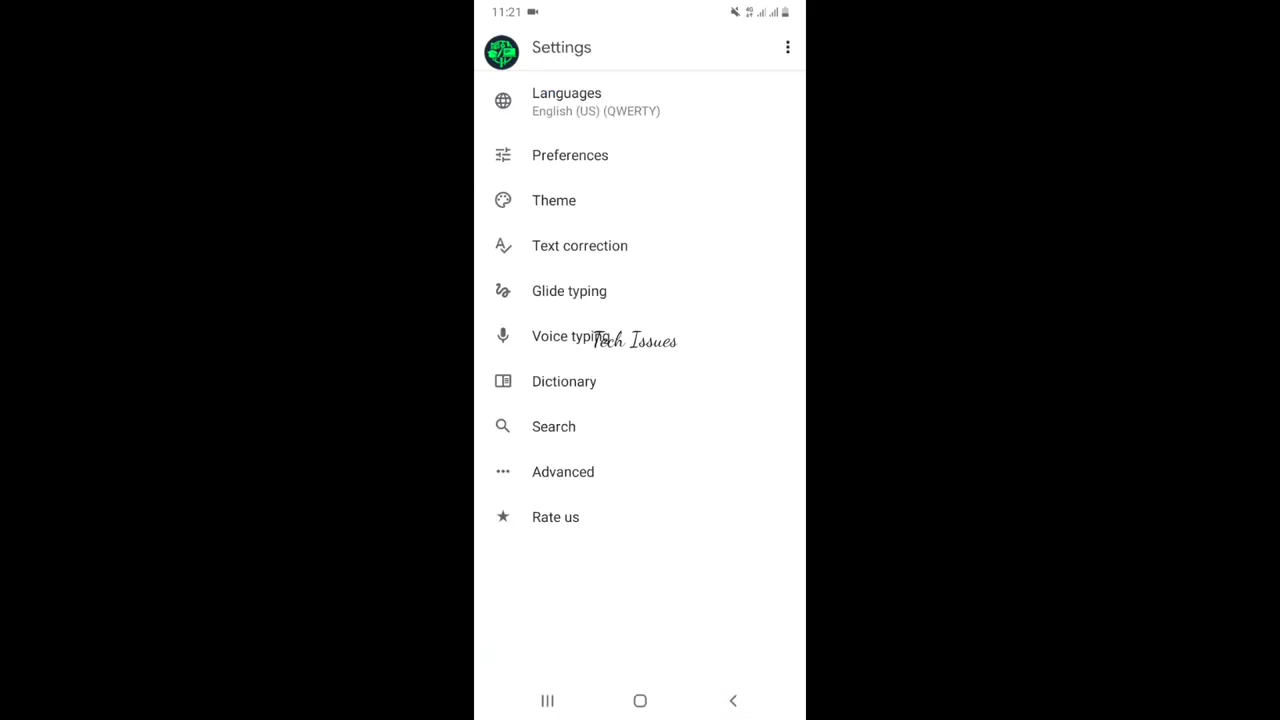 11:21
4G
Settings
Languages
English (US) (QWERTY)
Preferences
Theme
Text correction
Glide typing
Voice typing
Tech Issues
Dictionary
Search
Advanced
Rate us